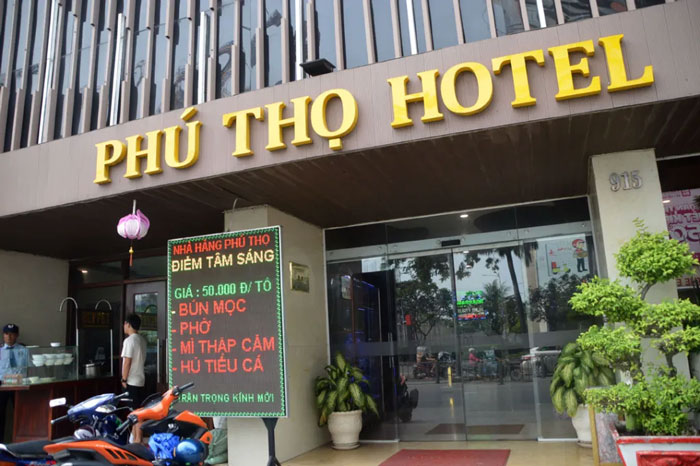 PHÚ THỌ HOTEL
915
NHÀ HÀNG PHÚ THỌ
ĐIỂM TÂM SÁNG
GIÁ : 50.000 Đ/ TÔ
- BÚN MỌC
- PHỞ
- MÌ THẬP CẨM
- HỦ TIẾU CÁ
TRÂN TRỌNG KÍNH MỜI